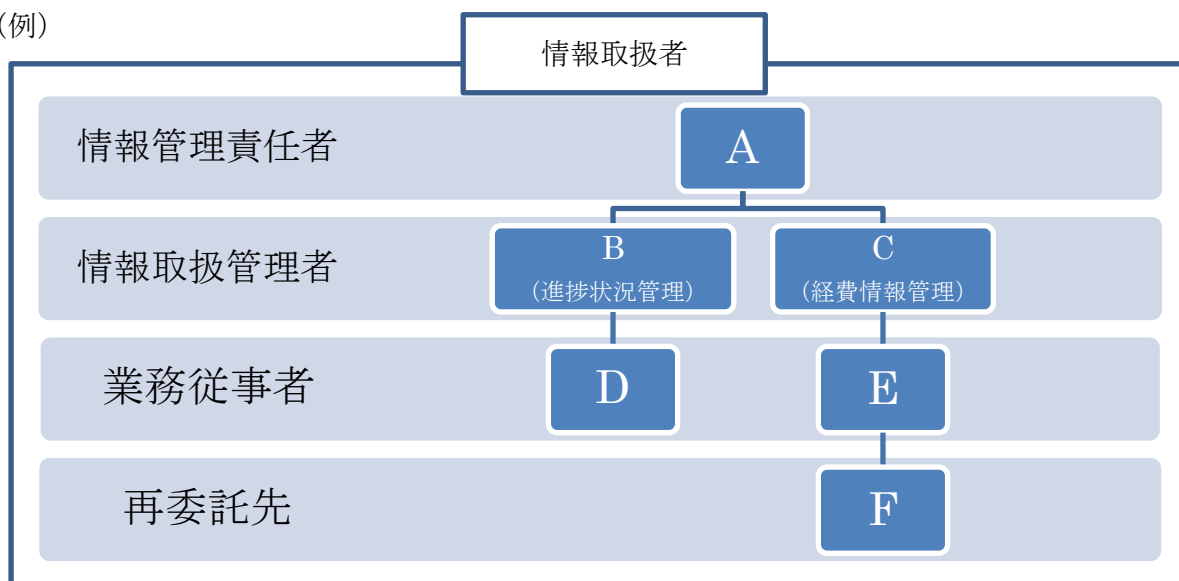 (例)
情報取扱者
情報管理責任者
A
情報取扱管理者
B
(進捗状況管理)
C
(経費情報管理)
業務従事者
D
E
再委託先
F